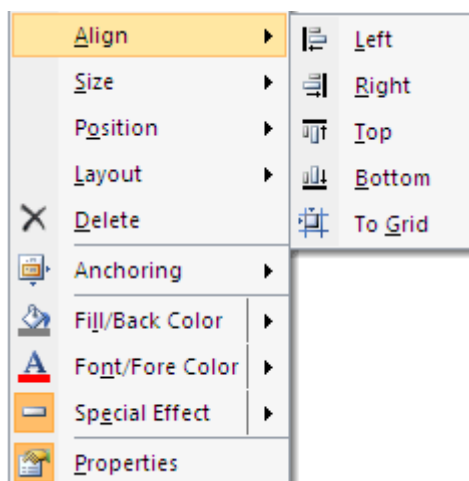 Align
Size
Position
Layout
Delete
Anchoring
Fill/Back Color
Font/Fore Color
Special Effect
Properties
Left
Right
Top
Bottom
To Grid